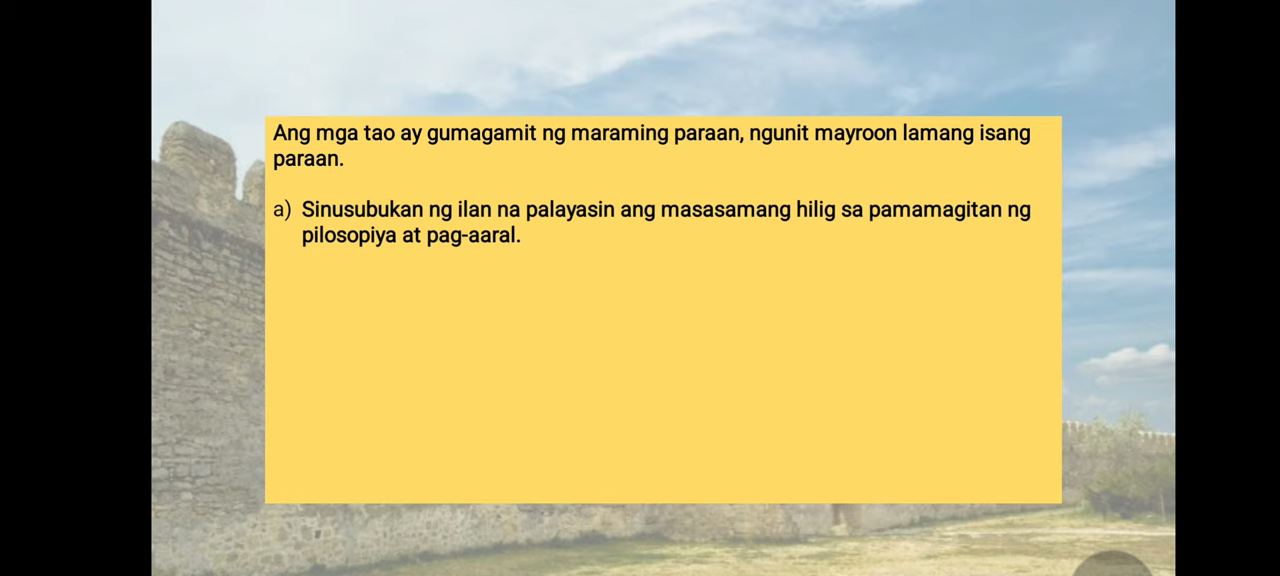 Ang mga tao ay gumagamit ng maraming paraan, ngunit mayroon lamang isang
paraan.
a) Sinusubukan ng ilan na palayasin ang masasamang hilig sa pamamagitan ng
pilosopiya at pag-aaral.